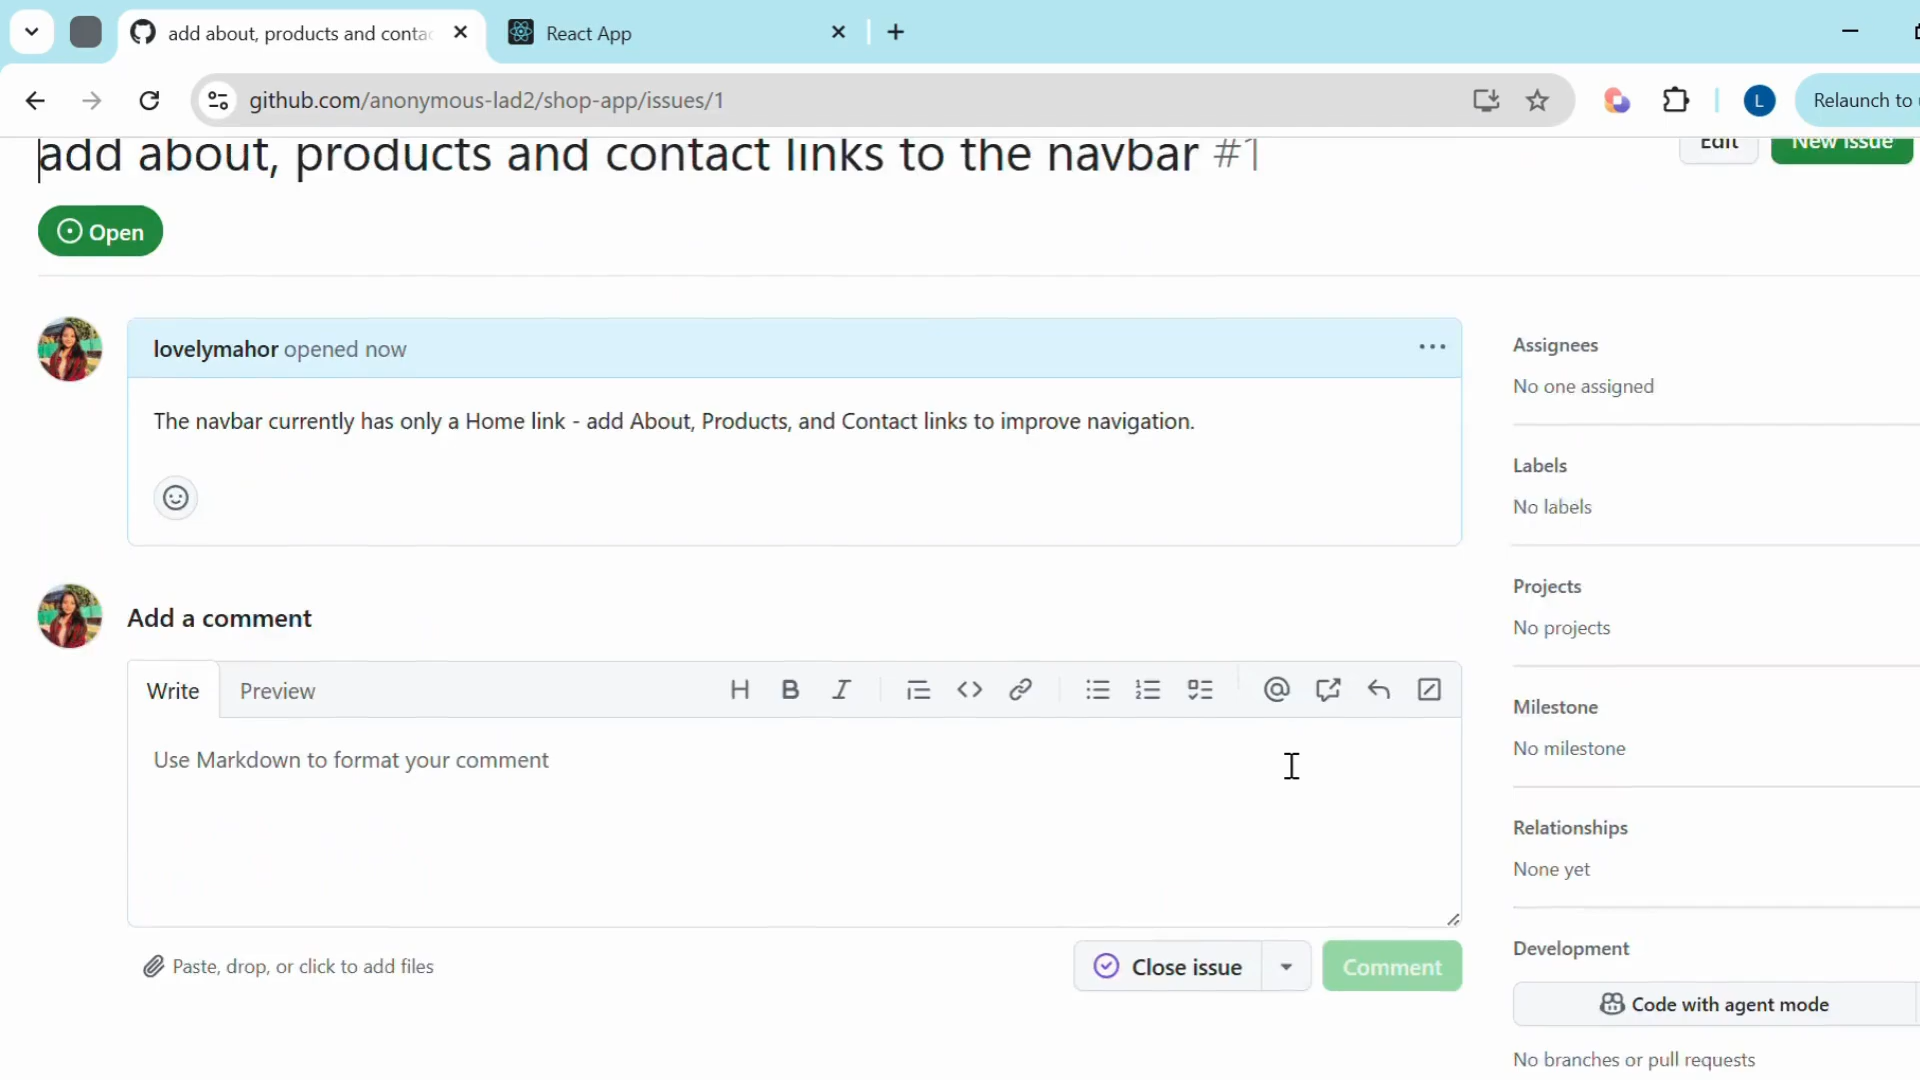 add about, products and contac
React App
github.com/anonymous-lad2/shop-app/issues/1
L
Relaunch to
add about, products and contact links to the navbar #1
Edit
New issue
Open
lovelymahor opened now
The navbar currently has only a Home link - add About, Products, and Contact links to improve navigation.
Add a comment
Write
Preview
Use Markdown to format your comment
Paste, drop, or click to add files
Close issue
Comment
Assignees
No one assigned
Labels
No labels
Projects
No projects
Milestone
No milestone
Relationships
None yet
Development
Code with agent mode
No branches or pull requests